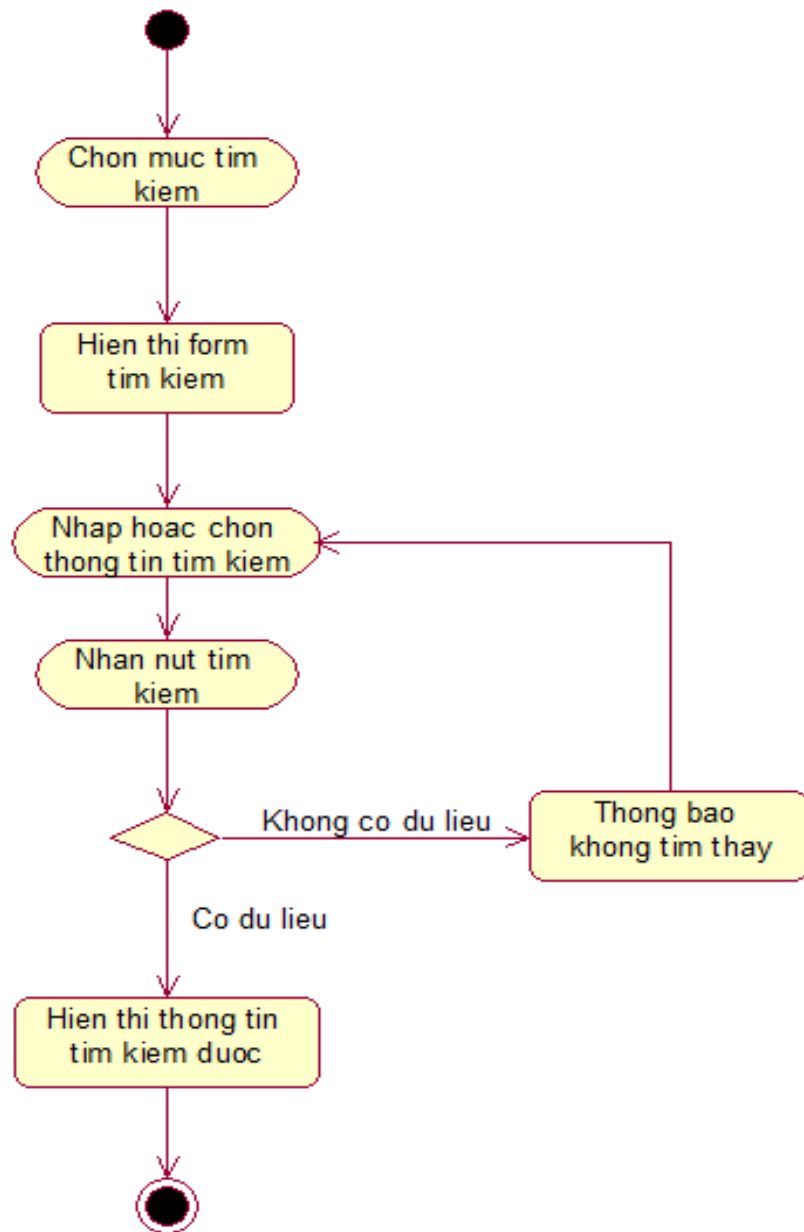 Chon muc tim
kiem
Hien thi form
tim kiem
Nhap hoac chon
thong tin tim kiem
Nhan nut tim
kiem
Khong co du lieu
Thong bao
khong tim thay
Co du lieu
Hien thi thong tin
tim kiem duoc